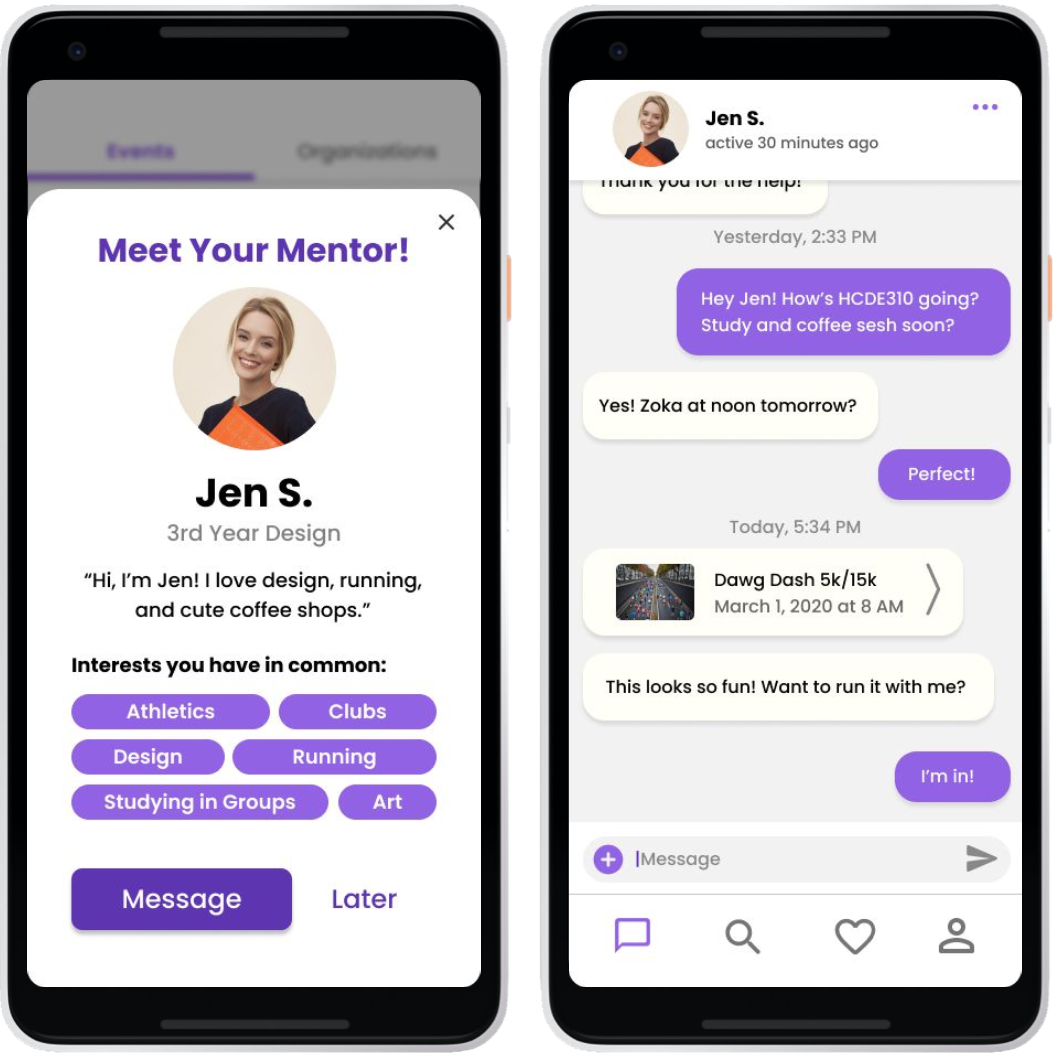 Events
Organizations
Meet Your Mentor!
Jen S.
3rd Year Design
“Hi, I’m Jen! I love design, running,
and cute coffee shops.”
Interests you have in common:
Athletics
Clubs
Design
Running
Studying in Groups
Art
Message
Later
Jen S.
active 30 minutes ago
Thank you for the help!
Yesterday, 2:33 PM
Hey Jen! How’s HCDE310 going?
Study and coffee sesh soon?
Yes! Zoka at noon tomorrow?
Perfect!
Today, 5:34 PM
Dawg Dash 5k/15k
March 1, 2020 at 8 AM
This looks so fun! Want to run it with me?
I’m in!
Message